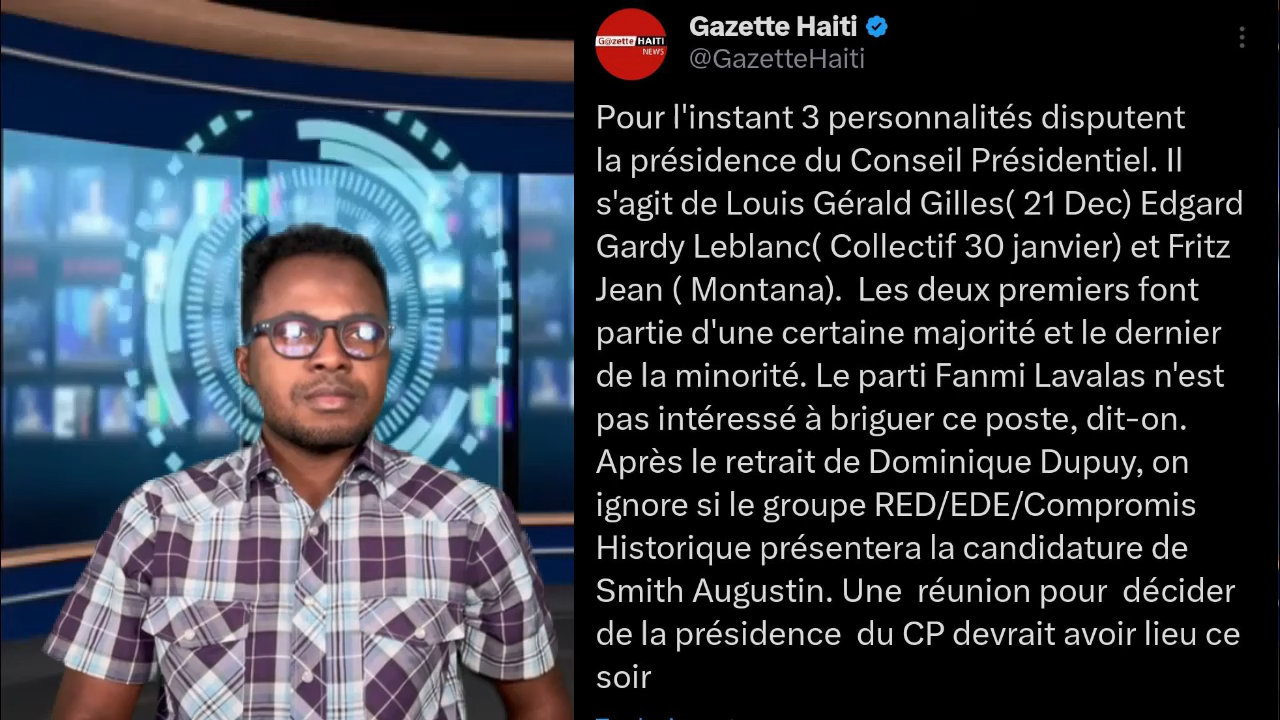 G@zette HAITI
NEWS
Gazette Haiti
@GazetteHaiti
Pour l'instant 3 personnalités disputent
la présidence du Conseil Présidentiel. Il
s'agit de Louis Gérald Gilles( 21 Dec) Edgard
Gardy Leblanc( Collectif 30 janvier) et Fritz
Jean ( Montana).  Les deux premiers font
partie d'une certaine majorité et le dernier
de la minorité. Le parti Fanmi Lavalas n'est
pas intéressé à briguer ce poste, dit-on.
Après le retrait de Dominique Dupuy, on
ignore si le groupe RED/EDE/Compromis
Historique présentera la candidature de
Smith Augustin. Une  réunion pour  décider
de la présidence  du CP devrait avoir lieu ce
soir